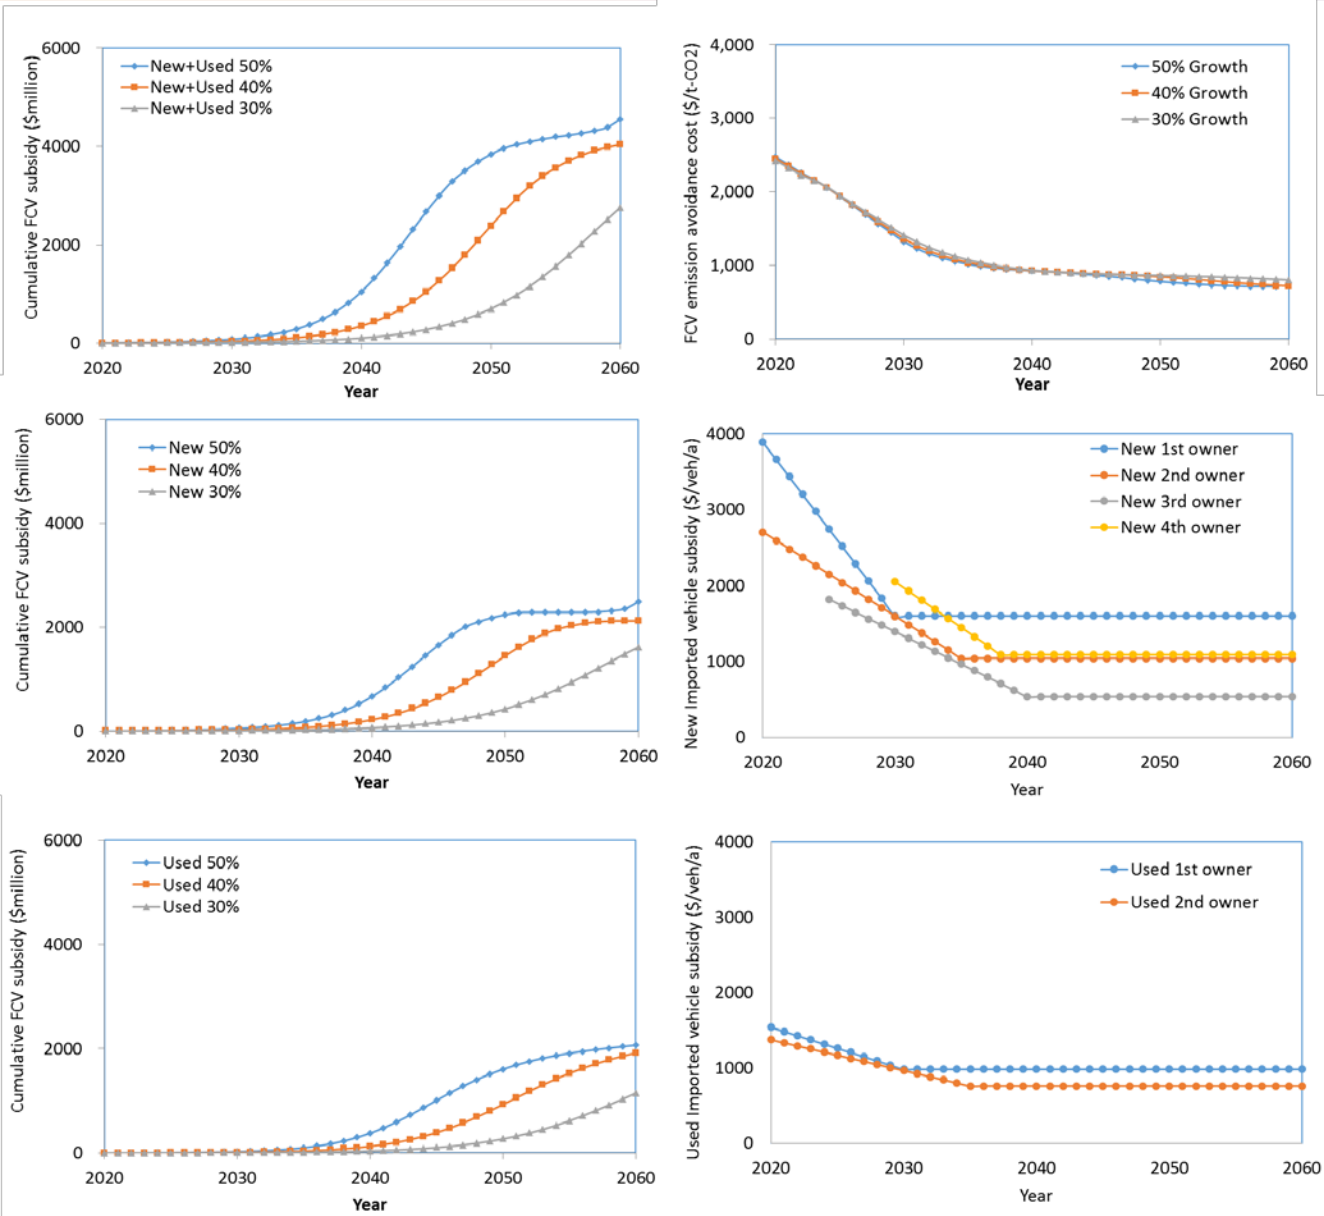 6000
4000
2000
0
Cumulative FCV subsidy ($million)
New+Used 50%
New+Used 40%
New+Used 30%
2020 2030 2040 2050 2060
Year
4,000
3,000
2,000
1,000
0
FCV emission avoidance cost ($/t-CO2)
50% Growth
40% Growth
30% Growth
2020 2030 2040 2050 2060
Year
6000
4000
2000
0
Cumulative FCV subsidy ($million)
New 50%
New 40%
New 30%
2020 2030 2040 2050 2060
Year
4000
3000
2000
1000
0
New Imported vehicle subsidy ($/veh/a)
New 1st owner
New 2nd owner
New 3rd owner
New 4th owner
2020 2030 2040 2050 2060
Year
6000
4000
2000
0
Cumulative FCV subsidy ($million)
Used 50%
Used 40%
Used 30%
2020 2030 2040 2050 2060
Year
4000
3000
2000
1000
0
Used Imported vehicle subsidy ($/veh/a)
Used 1st owner
Used 2nd owner
2020 2030 2040 2050 2060
Year